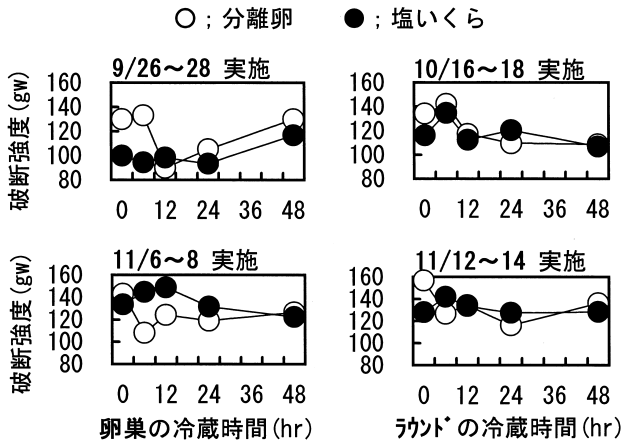 ○；分離卵 ●；塩いくら
9/26～28 実施
10/16～18 実施
破断強度(gw)
160
140
120
100
80
160
140
120
100
80
0 12 24 36 48
0 12 24 36 48
11/6～8 実施
11/12～14 実施
破断強度(gw)
160
140
120
100
80
160
140
120
100
80
0 12 24 36 48
0 12 24 36 48
卵巣の冷蔵時間(hr)
ﾗｳﾝﾄﾞの冷蔵時間(hr)